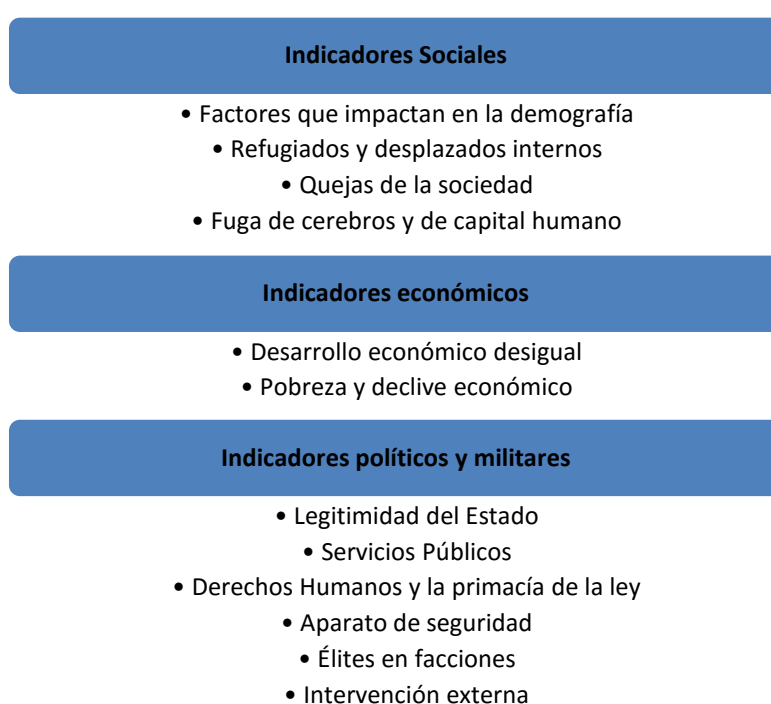 Indicadores Sociales
• Factores que impactan en la demografía
• Refugiados y desplazados internos
• Quejas de la sociedad
• Fuga de cerebros y de capital humano
Indicadores económicos
• Desarrollo económico desigual
• Pobreza y declive económico
Indicadores políticos y militares
• Legitimidad del Estado
• Servicios Públicos
• Derechos Humanos y la primacía de la ley
• Aparato de seguridad
• Élites en facciones
• Intervención externa